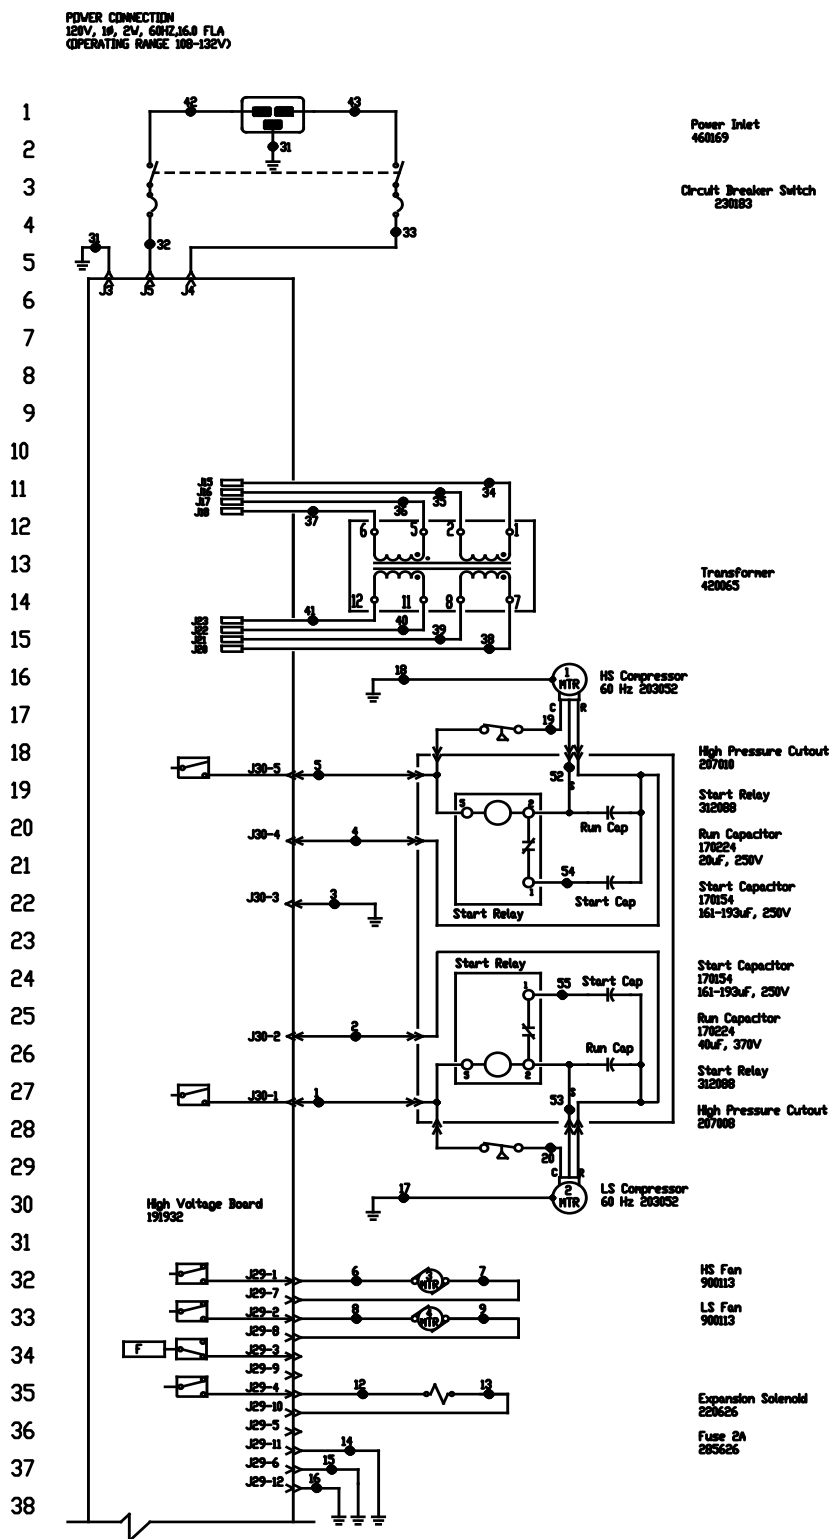 POWER CONNECTION
120V, 1Ø, 2W, 60HZ,16.0 FLA
(OPERATING RANGE 108-132V)
42
43
1
Power Inlet
460169
2
31
3
Circuit Breaker Switch
230183
4
31
32
33
5
J3
J5
J4
6
7
8
9
10
11
34
35
36
37
12
6
5
2
1
13
Transformer
420065
14
12
11
8
7
41
40
39
38
15
16
18
1
MTR
HS Compressor
60 Hz 203052
17
C
R
19
18
High Pressure Cutout
207010
J30-5
5
52
S
19
Start Relay
312088
5
2
20
J30-4
4
Run Cap
Run Capacitor
170224
20uF, 250V
21
54
1
22
J30-3
3
Start Cap
Start Capacitor
170154
161-193uF, 250V
Start Relay
23
24
Start Relay
Start Capacitor
170154
161-193uF, 250V
1
55
Start Cap
25
J30-2
2
Run Capacitor
170224
40uF, 370V
26
Run Cap
5
2
Start Relay
312088
27
J30-1
1
53
S
High Pressure Cutout
207008
28
29
20
C
R
30
17
2
MTR
LS Compressor
60 Hz 203052
High Voltage Board
191932
31
32
J29-1
6
3
MTR
7
HS Fan
900113
J29-7
33
J29-2
8
4
MTR
9
LS Fan
900113
J29-8
34
F
J29-3
J29-9
35
J29-4
12
13
Expansion Solenoid
220626
J29-10
36
J29-5
Fuse 2A
285626
J29-11
14
37
J29-6
15
J29-12
16
38